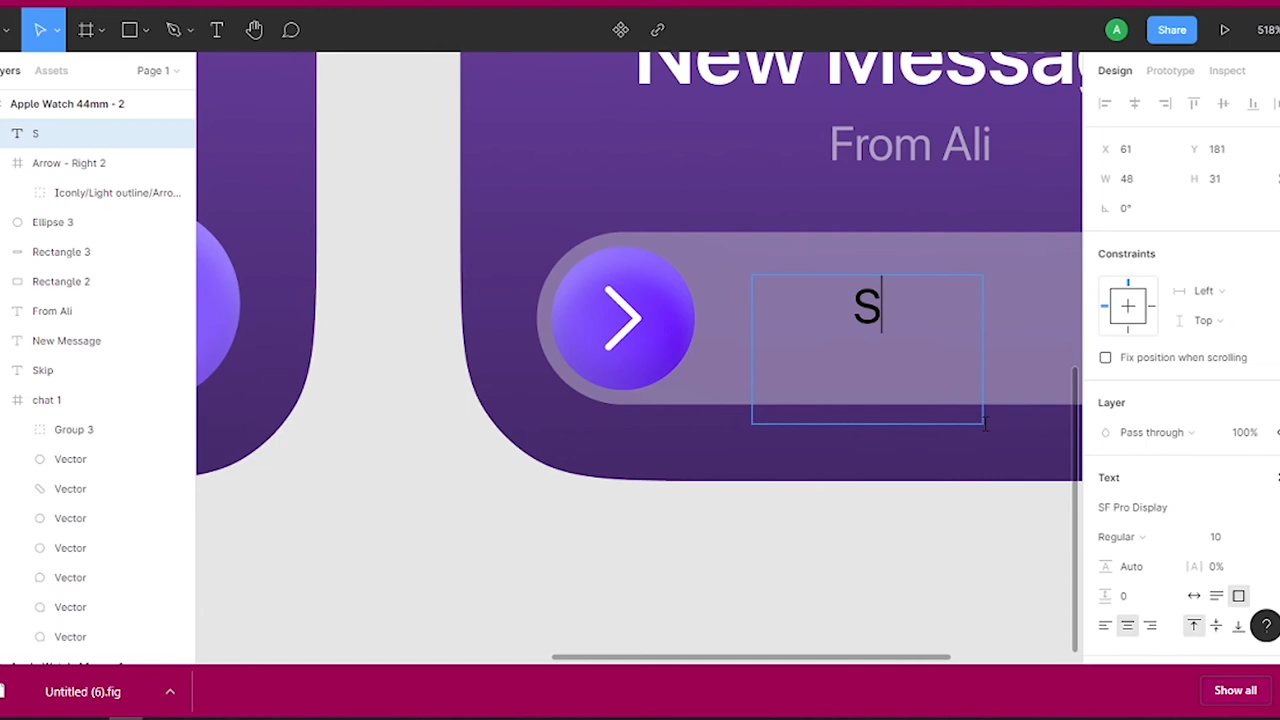 A
Share
518%
yers
Assets
Page 1
Apple Watch 44mm - 2
S
Arrow - Right 2
Iconly/Light outline/Arro...
Ellipse 3
Rectangle 3
Rectangle 2
From Ali
New Message
Skip
chat 1
Group 3
Vector
Vector
Vector
Vector
Vector
Vector
Vector
New Messag
From Ali
S
Design
Prototype
Inspect
X 61
Y 181
W 48
H 31
0°
Constraints
Left
Top
Fix position when scrolling
Layer
Pass through
100%
Text
SF Pro Display
Regular
10
A Auto
|A| 0%
0
?
Untitled (6).fig
Show all